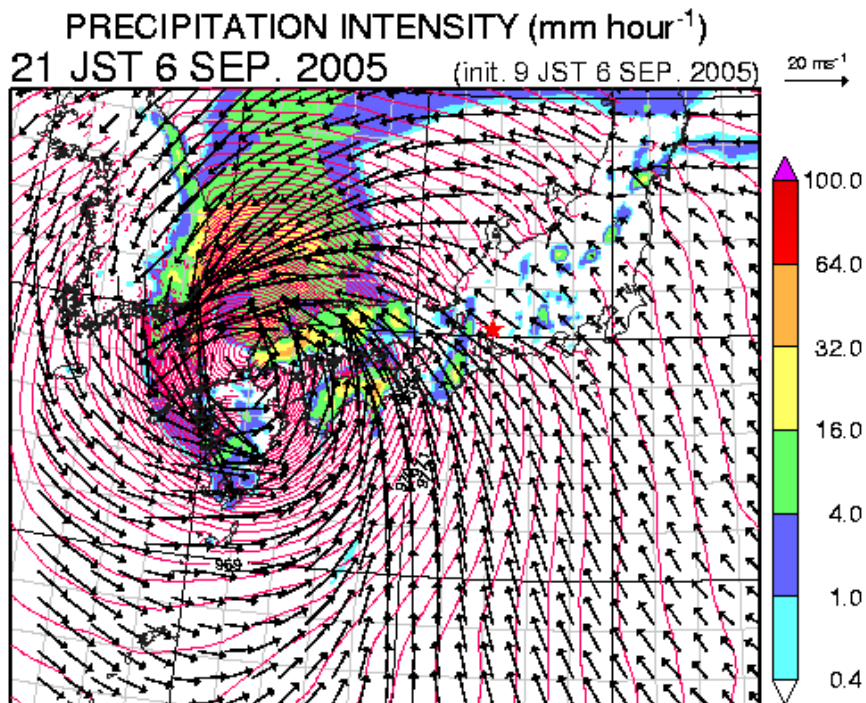 PRECIPITATION INTENSITY (mm hour-1)
21 JST 6 SEP. 2005
(init. 9 JST 6 SEP. 2005)
20 ms-1
100.0
64.0
32.0
16.0
4.0
1.0
0.4
969